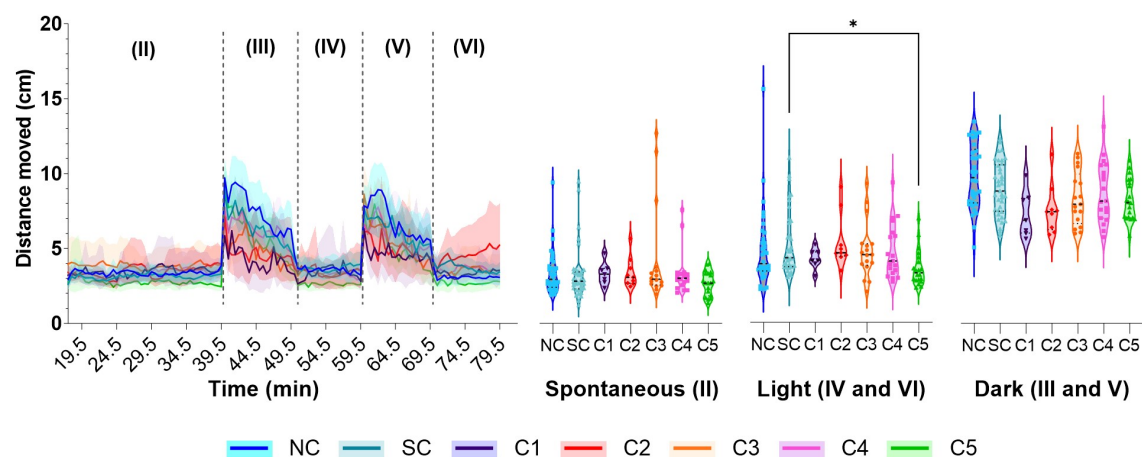 20
15
10
5
0
Distance moved (cm)
(II)
(III)
(IV)
(V)
(VI)
*
19.5 24.5 29.5 34.5 39.5 44.5 49.5 54.5 59.5 64.5 69.5 74.5 79.5
NC SC C1 C2 C3 C4 C5
NC SC C1 C2 C3 C4 C5
NC SC C1 C2 C3 C4 C5
Time (min)
Spontaneous (II)
Light (IV and VI)
Dark (III and V)
NC SC C1 C2 C3 C4 C5